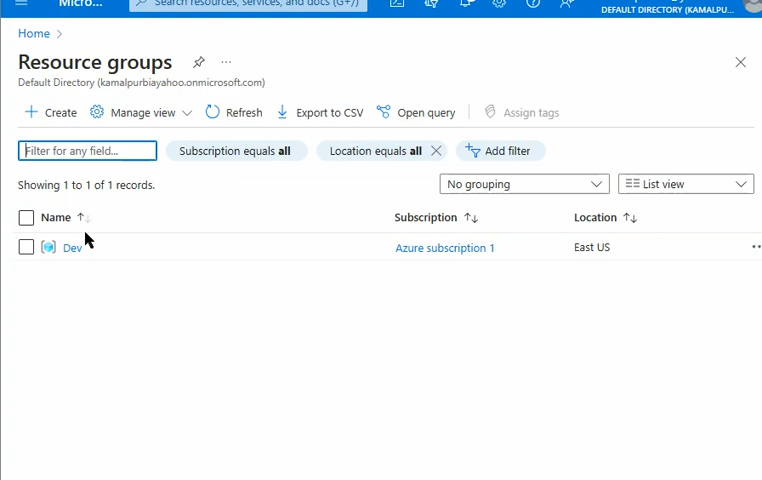 Micro...
Search resources, services, and docs (G+/)
DEFAULT DIRECTORY (KAMALPU...
Home
Resource groups
Default Directory (kamalpurbiayahoo.onmicrosoft.com)
Create
Manage view
Refresh
Export to CSV
Open query
Assign tags
Filter for any field...
Subscription equals all
Location equals all
Add filter
Showing 1 to 1 of 1 records.
No grouping
List view
Name
Subscription
Location
Dev
Azure subscription 1
East US